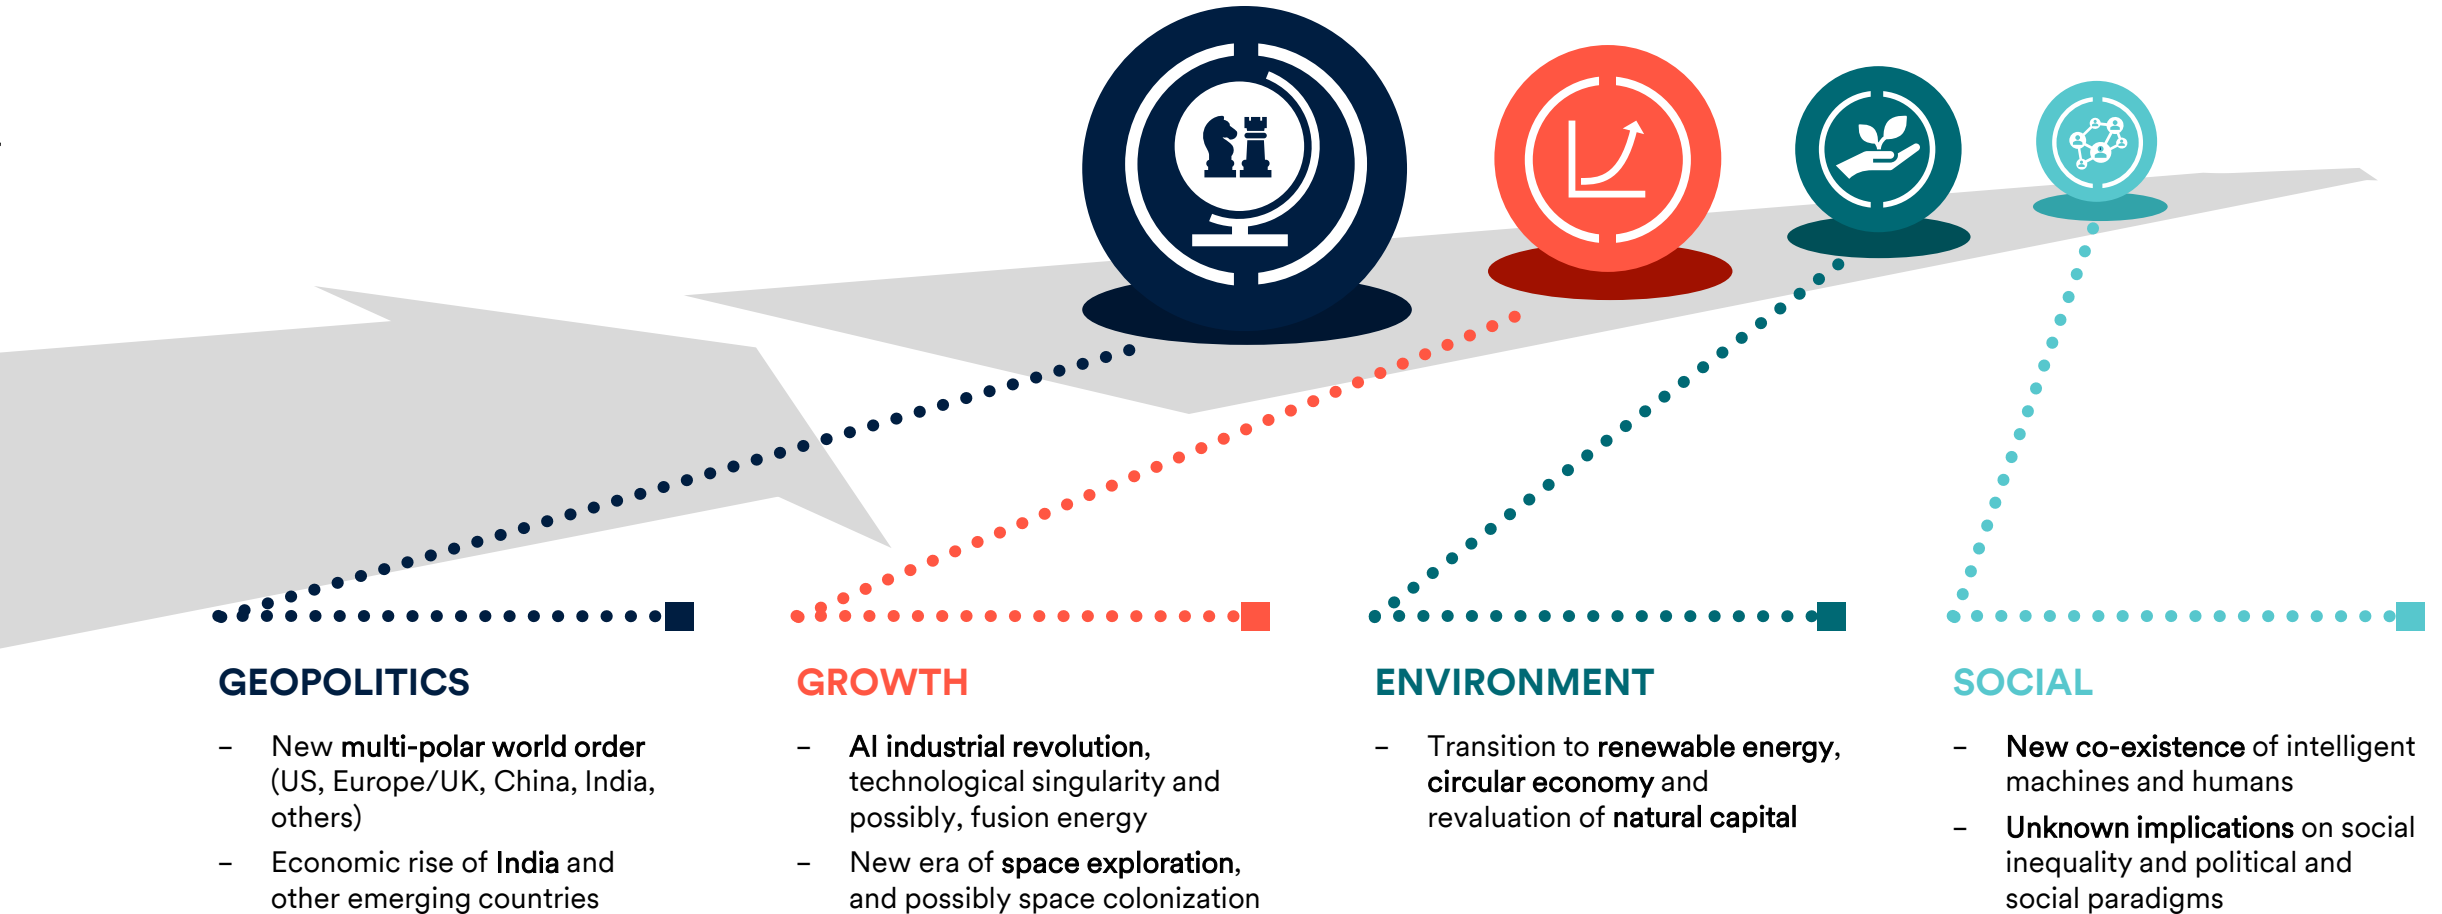 GEOPOLITICS
– New multi-polar world order
(US, Europe/UK, China, India,
others)
– Economic rise of India and
other emerging countries
GROWTH
– AI industrial revolution,
technological singularity and
possibly, fusion energy
– New era of space exploration,
and possibly space colonization
ENVIRONMENT
– Transition to renewable energy,
circular economy and
revaluation of natural capital
SOCIAL
– New co-existence of intelligent
machines and humans
– Unknown implications on social
inequality and political and
social paradigms